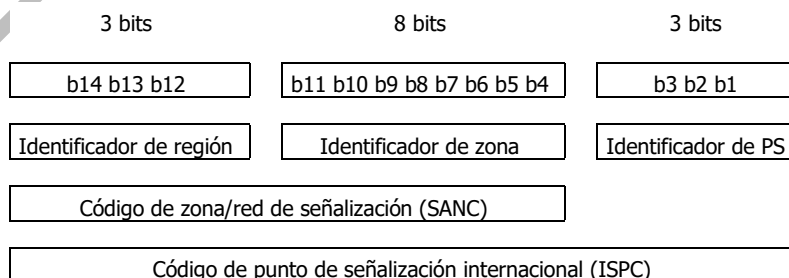 3 bits 8 bits 3 bits
b14 b13 b12 b11 b10 b9 b8 b7 b6 b5 b4 b3 b2 b1
Identificador de región Identificador de zona Identificador de PS
Código de zona/red de señalización (SANC)
Código de punto de señalización internacional (ISPC)